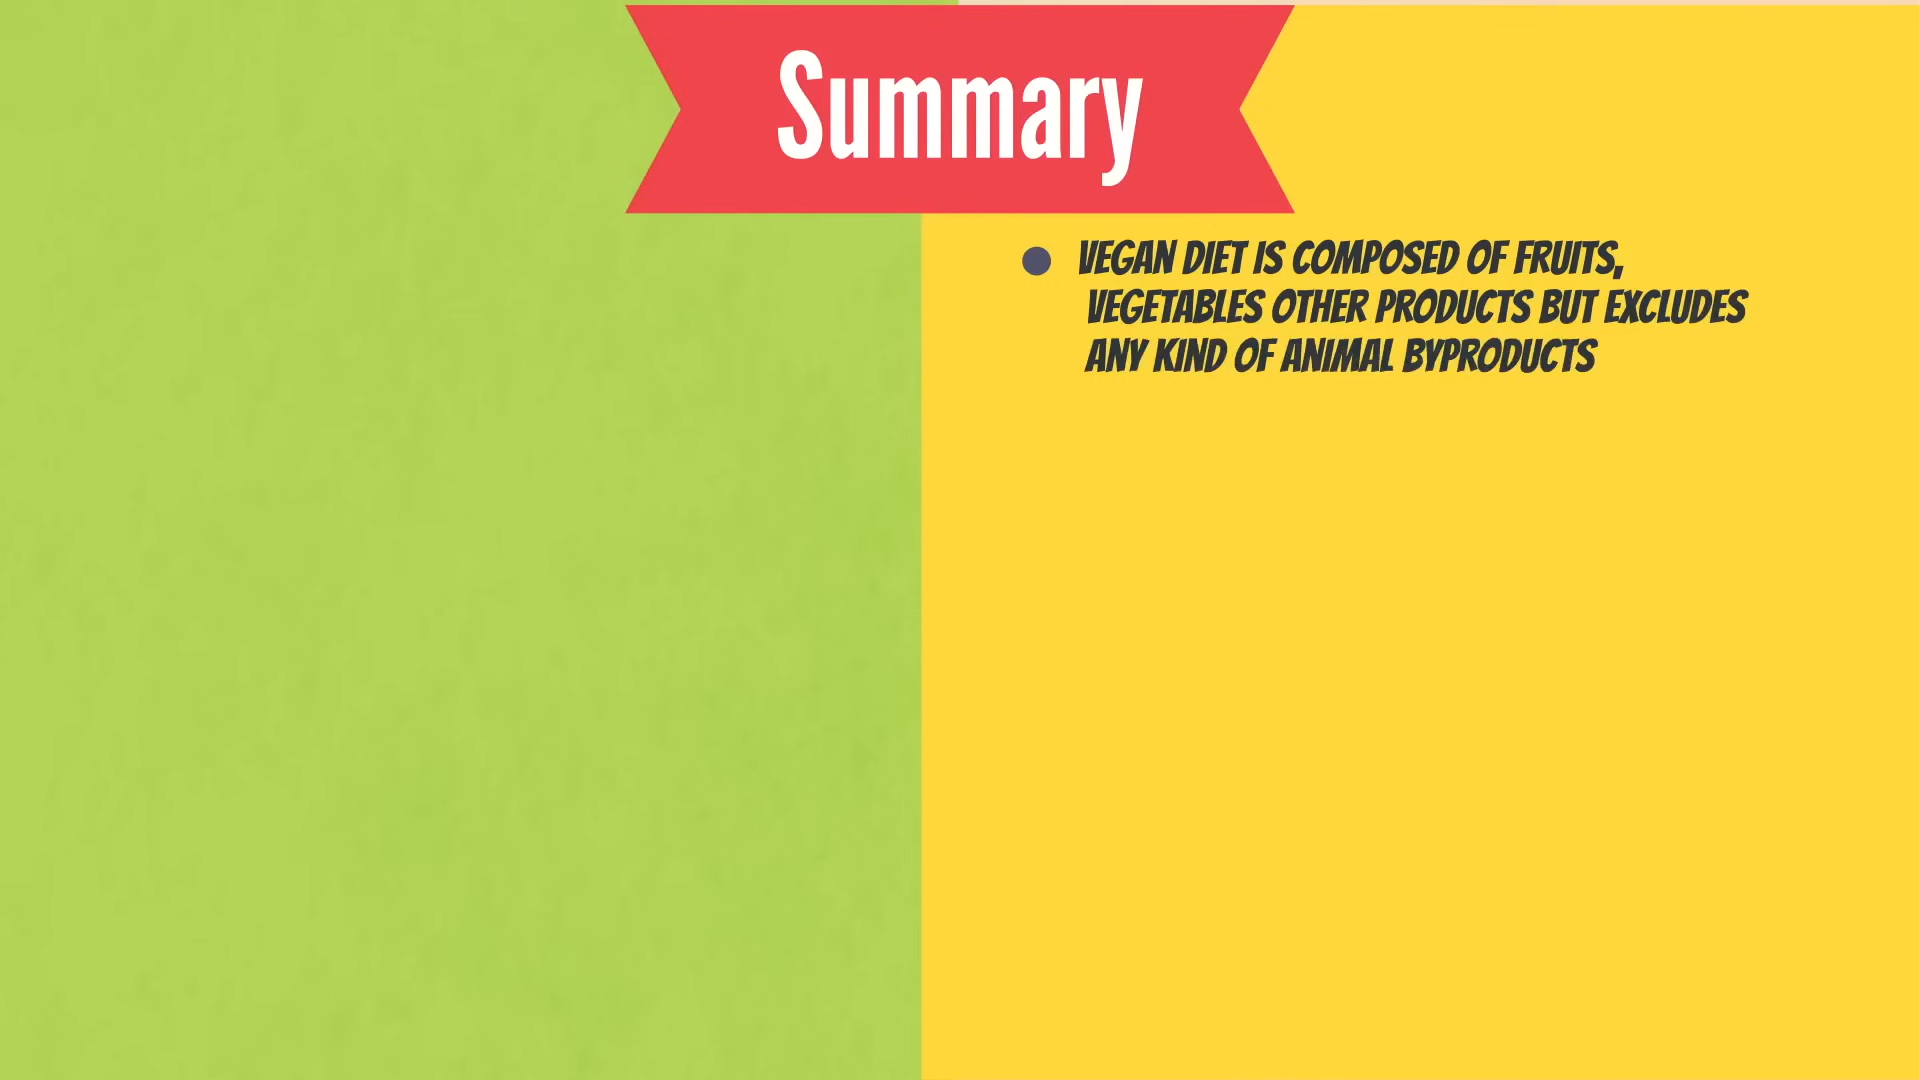 Summary
VEGAN DIET IS COMPOSED OF FRUITS,
VEGETABLES OTHER PRODUCTS BUT EXCLUDES
ANY KIND OF ANIMAL BYPRODUCTS